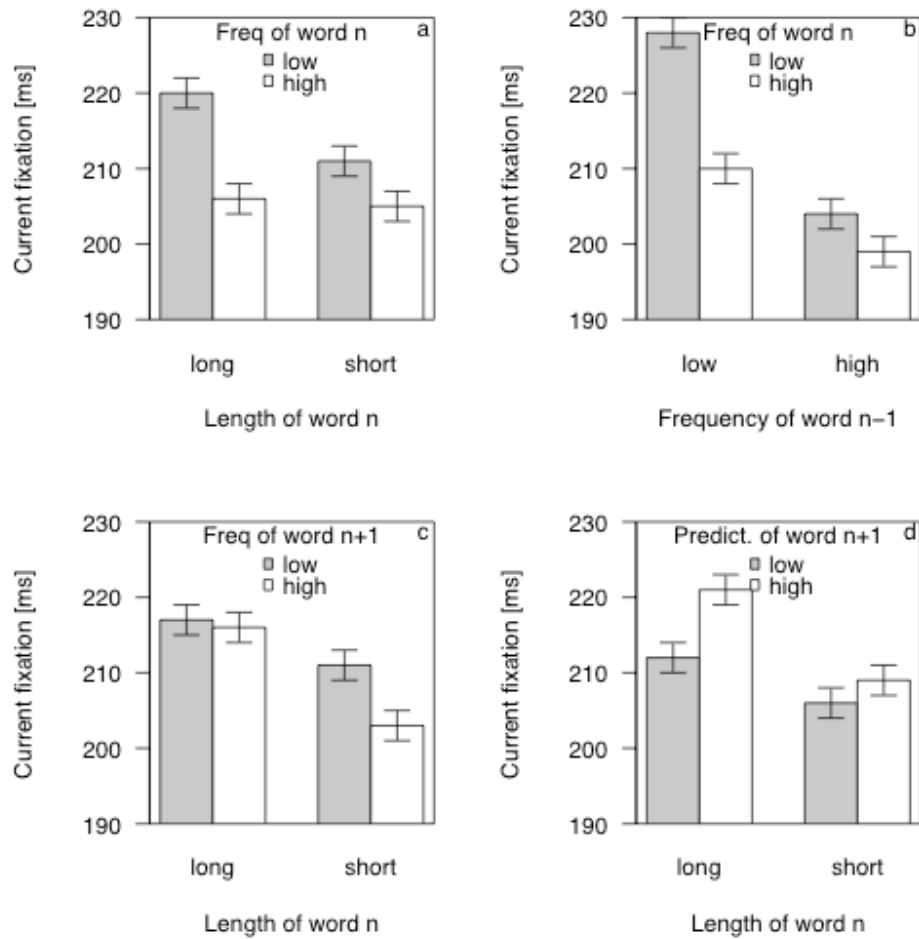 Freq of word n a
low
high
Current fixation [ms]
230
220
210
200
190
long short
Length of word n
Freq of word n b
low
high
Current fixation [ms]
230
220
210
200
190
low high
Frequency of word n−1
Freq of word n+1 c
low
high
Current fixation [ms]
230
220
210
200
190
long short
Length of word n
Predict. of word n+1 d
low
high
Current fixation [ms]
230
220
210
200
190
long short
Length of word n